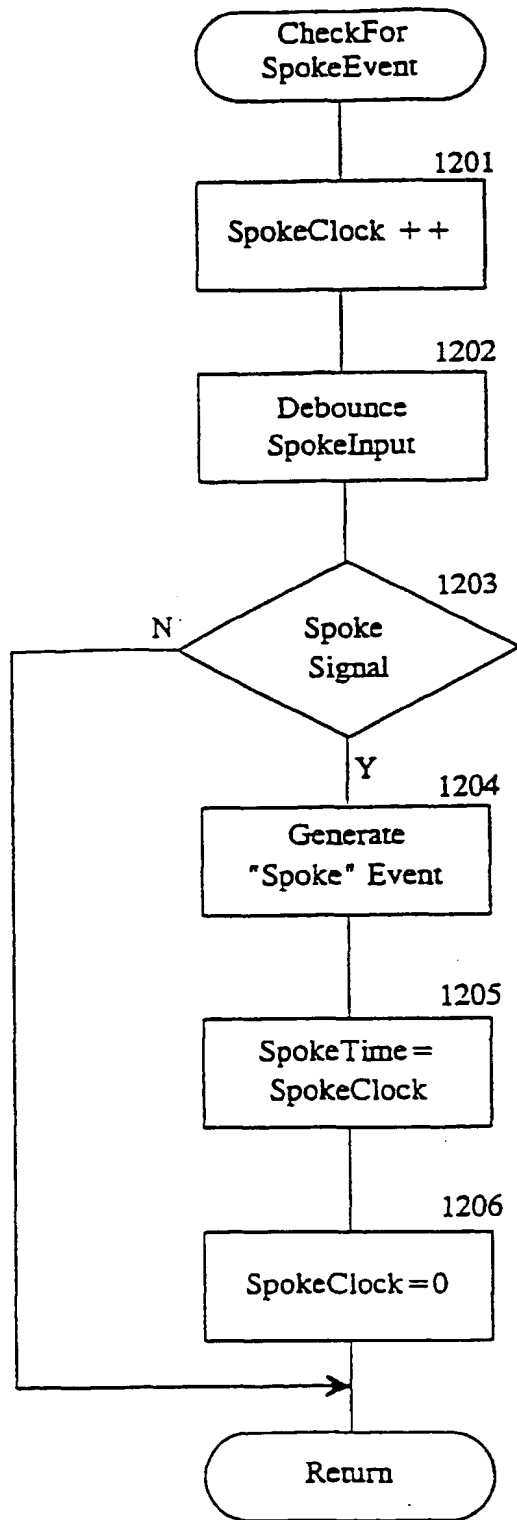 CheckFor
SpokeEvent
1201
SpokeClock ++
1202
Debounce
SpokeInput
1203
N
Spoke
Signal
Y
1204
Generate
"Spoke" Event
1205
SpokeTime=
SpokeClock
1206
SpokeClock=0
Return